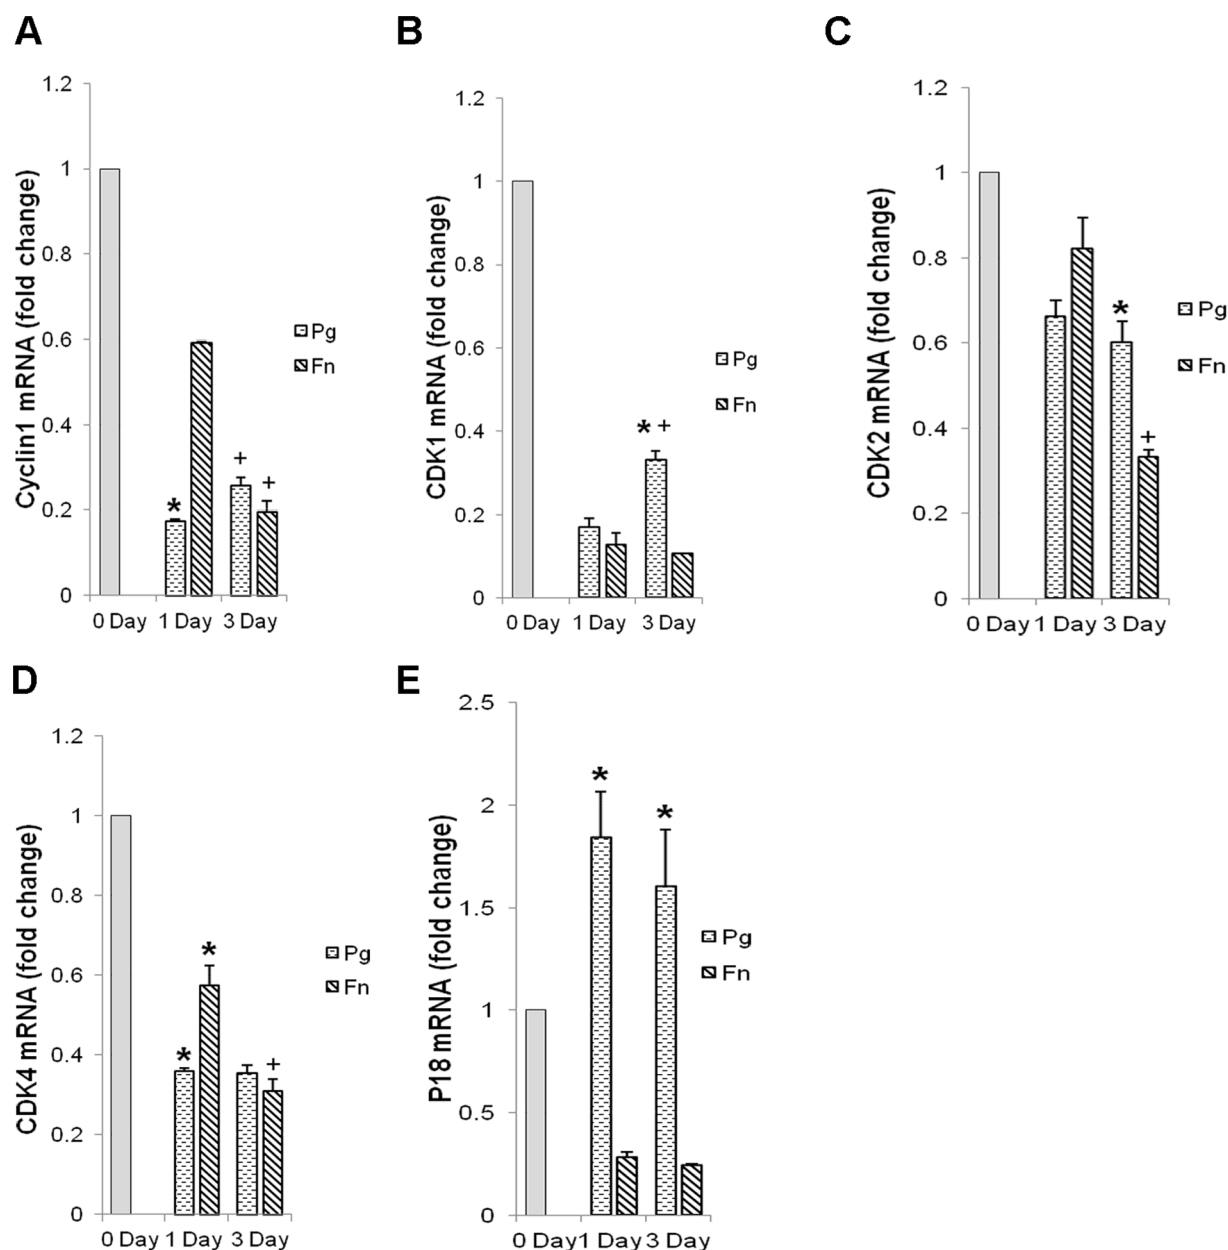 A
Cyclin1 mRNA (fold change)
1.2
1
0.8
0.6
0.4
0.2
0
*
+
+
0 Day 1 Day 3 Day
Pg
Fn
B
CDK1 mRNA (fold change)
1.2
1
0.8
0.6
0.4
0.2
0
* +
0 Day 1 Day 3 Day
Pg
Fn
C
CDK2 mRNA (fold change)
1.2
1
0.8
0.6
0.4
0.2
0
*
+
0 Day 1 Day 3 Day
Pg
Fn
D
CDK4 mRNA (fold change)
1.2
1
0.8
0.6
0.4
0.2
0
*
*
+
0 Day 1 Day 3 Day
Pg
Fn
E
P18 mRNA (fold change)
2.5
2
1.5
1
0.5
0
*
*
0 Day 1 Day 3 Day
Pg
Fn